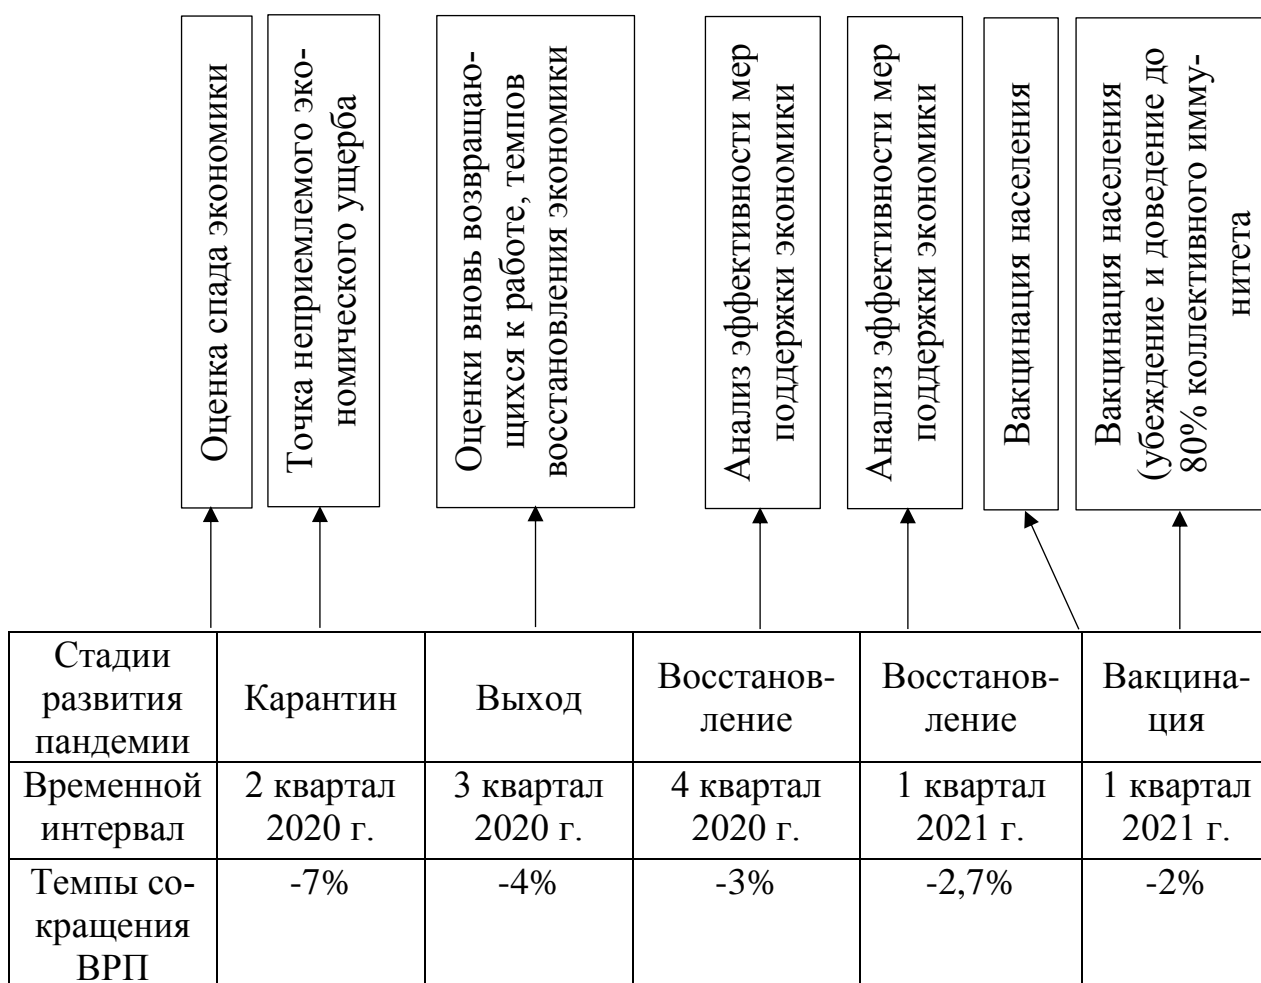 Оценка спада экономики
Точка неприемлемого эко-
номического ущерба
Оценки вновь возвращаю-
щихся к работе, темпов
восстановления экономики
Анализ эффективности мер
поддержки экономики
Анализ эффективности мер
поддержки экономики
Вакцинация населения
Вакцинация населения
(убеждение и доведение до
80% коллективного имму-
нитета
Стадии
развития
пандемии
Карантин
Выход
Восстанов-
ление
Восстанов-
ление
Вакцина-
ция
Временной
интервал
2 квартал
2020 г.
3 квартал
2020 г.
4 квартал
2020 г.
1 квартал
2021 г.
1 квартал
2021 г.
Темпы со-
кращения
ВРП
-7%
-4%
-3%
-2,7%
-2%